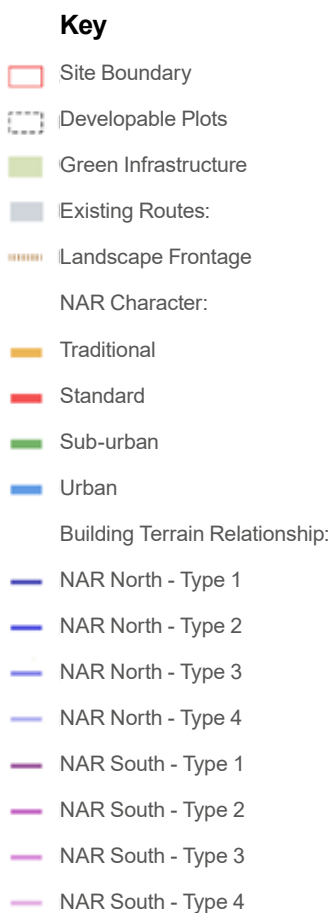 Key
Site Boundary
Developable Plots
Green Infrastructure
Existing Routes:
Landscape Frontage
NAR Character:
Traditional
Standard
Sub-urban
Urban
Building Terrain Relationship:
NAR North - Type 1
NAR North - Type 2
NAR North - Type 3
NAR North - Type 4
NAR South - Type 1
NAR South - Type 2
NAR South - Type 3
NAR South - Type 4